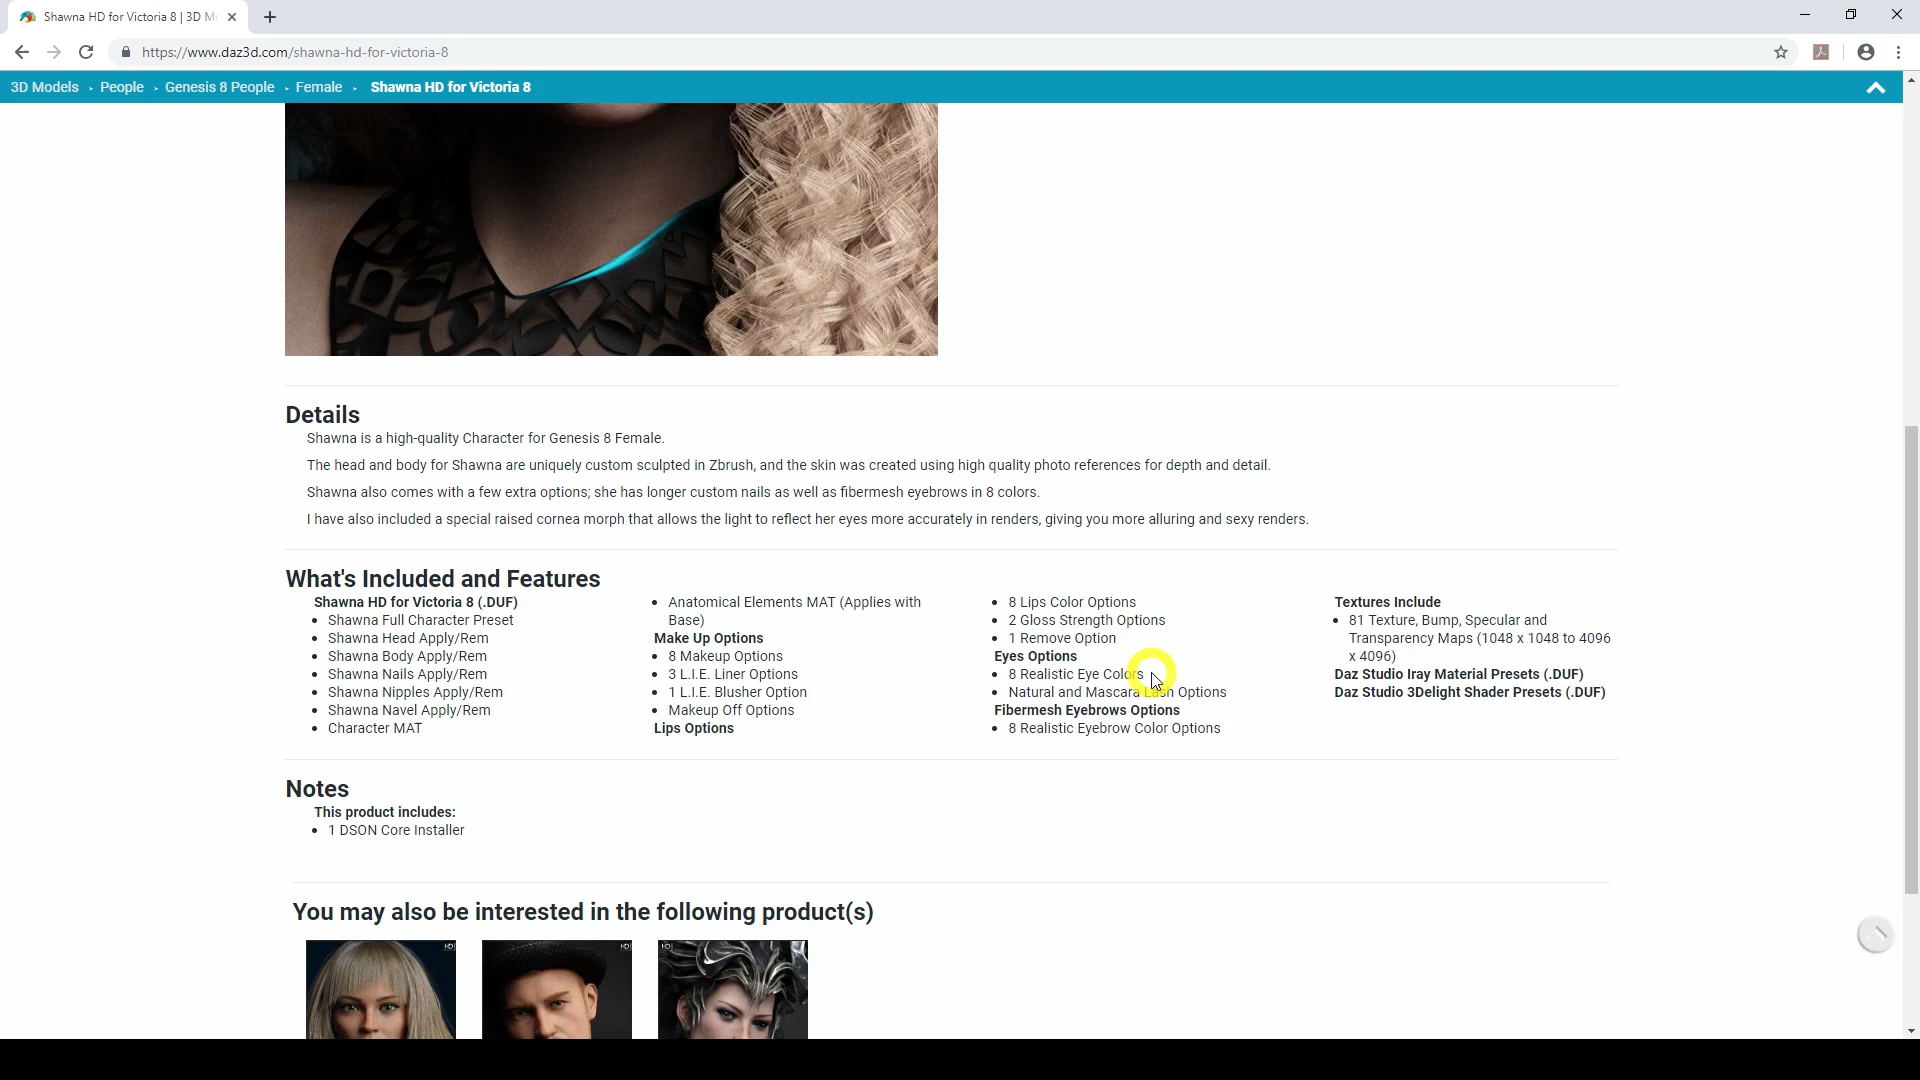 Shawna HD for Victoria 8 | 3D Mo
https://www.daz3d.com/shawna-hd-for-victoria-8
3D Models - People - Genesis 8 People - Female - Shawna HD for Victoria 8
Details
Shawna is a high-quality Character for Genesis 8 Female.
The head and body for Shawna are uniquely custom sculpted in Zbrush, and the skin was created using high quality photo references for depth and detail.
Shawna also comes with a few extra options; she has longer custom nails as well as fibermesh eyebrows in 8 colors.
I have also included a special raised cornea morph that allows the light to reflect her eyes more accurately in renders, giving you more alluring and sexy renders.
What's Included and Features
Shawna HD for Victoria 8 (.DUF)
• Shawna Full Character Preset
• Shawna Head Apply/Rem
• Shawna Body Apply/Rem
• Shawna Nails Apply/Rem
• Shawna Nipples Apply/Rem
• Shawna Navel Apply/Rem
• Character MAT
• Anatomical Elements MAT (Applies with
Base)
Make Up Options
• 8 Makeup Options
• 3 L.I.E. Liner Options
• 1 L.I.E. Blusher Option
• Makeup Off Options
Lips Options
• 8 Lips Color Options
• 2 Gloss Strength Options
• 1 Remove Option
Eyes Options
• 8 Realistic Eye Colors
• Natural and Mascara Lash Options
Fibermesh Eyebrows Options
• 8 Realistic Eyebrow Color Options
Textures Include
• 81 Texture, Bump, Specular and
Transparency Maps (1048 x 1048 to 4096
x 4096)
Daz Studio Iray Material Presets (.DUF)
Daz Studio 3Delight Shader Presets (.DUF)
Notes
This product includes:
• 1 DSON Core Installer
You may also be interested in the following product(s)
HD
HD
HD